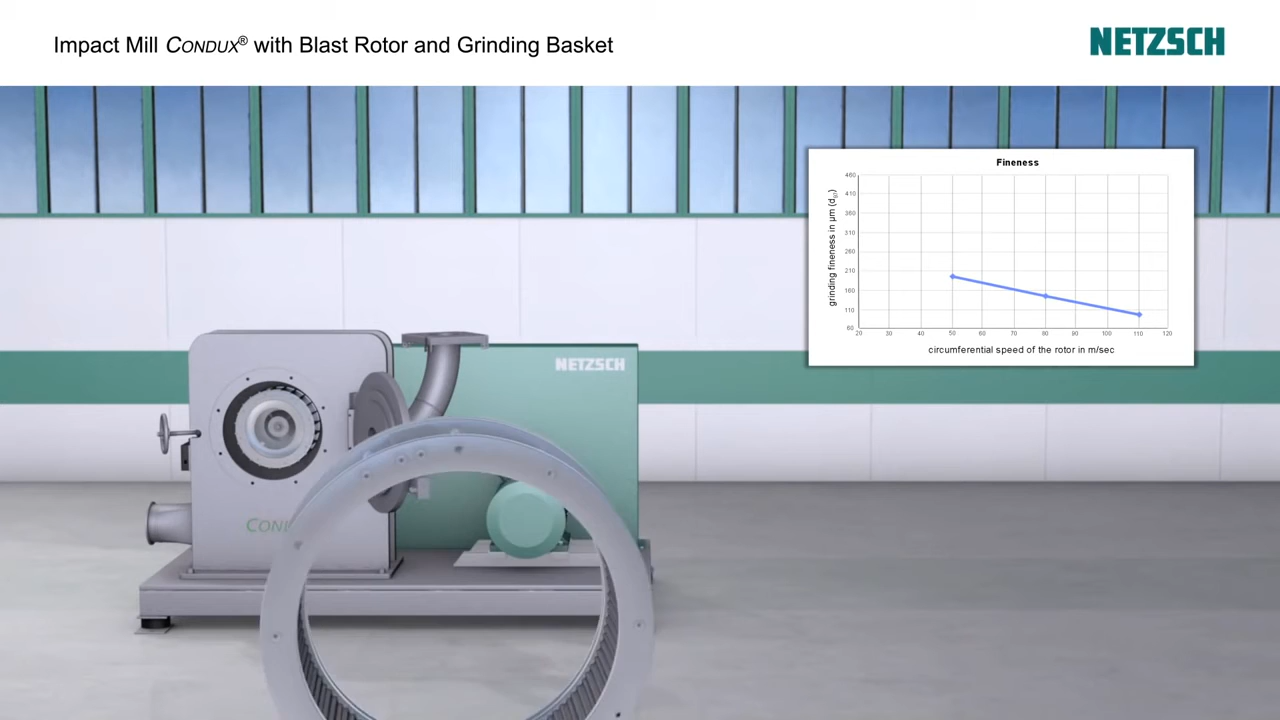 Impact Mill CONDUX® with Blast Rotor and Grinding Basket
NETZSCH
Fineness
460
410
360
310
260
210
160
110
60
grinding fineness in µm (d
20 30 40 50 60 70 80 90 100 110 120
circumferential speed of the rotor in m/sec
NETZSCH
COND